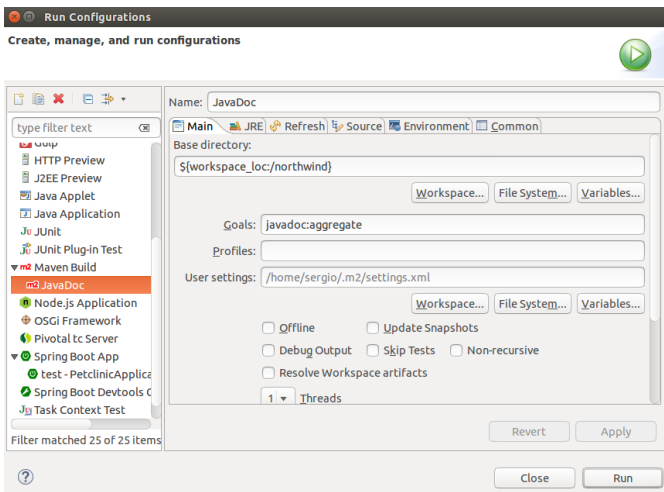 Run Configurations
Create, manage, and run configurations
Name: JavaDoc
type filter text
Main JRE Refresh Source Environment Common
Base directory:
${workspace_loc:/northwind}
Workspace... File System... Variables...
Goals: javadoc:aggregate
Profiles:
User settings: /home/sergio/.m2/settings.xml
Workspace... File System... Variables...
Offline Update Snapshots
Debug Output Skip Tests Non-recursive
Resolve Workspace artifacts
1 Threads
HTTP Preview
J2EE Preview
Java Applet
Java Application
Ju JUnit
JUnit Plug-in Test
m2 Maven Build
m2 JavaDoc
Node.js Application
OSGi Framework
Pivotal tc Server
Spring Boot App
test - PetclinicApplica
Spring Boot Devtools C
Task Context Test
Filter matched 25 of 25 items
Revert Apply
Close Run